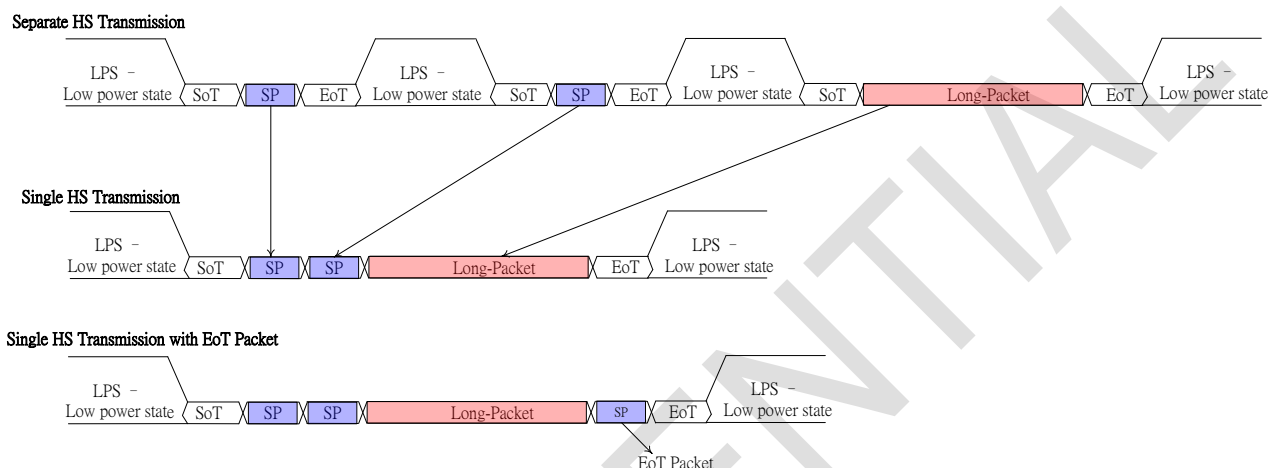 Separate HS Transmission
LPS - LPS - LPS - LPS -
Low power state SoT SP EoT Low power state SoT SP EoT Low power state SoT Long-Packet EoT Low power state
Single HS Transmission
LPS - LPS -
Low power state SoT SP SP Long-Packet EoT Low power state
Single HS Transmission with EoT Packet
LPS - LPS -
Low power state SoT SP SP Long-Packet SP EoT Low power state
EoT Packet
ENTIAL